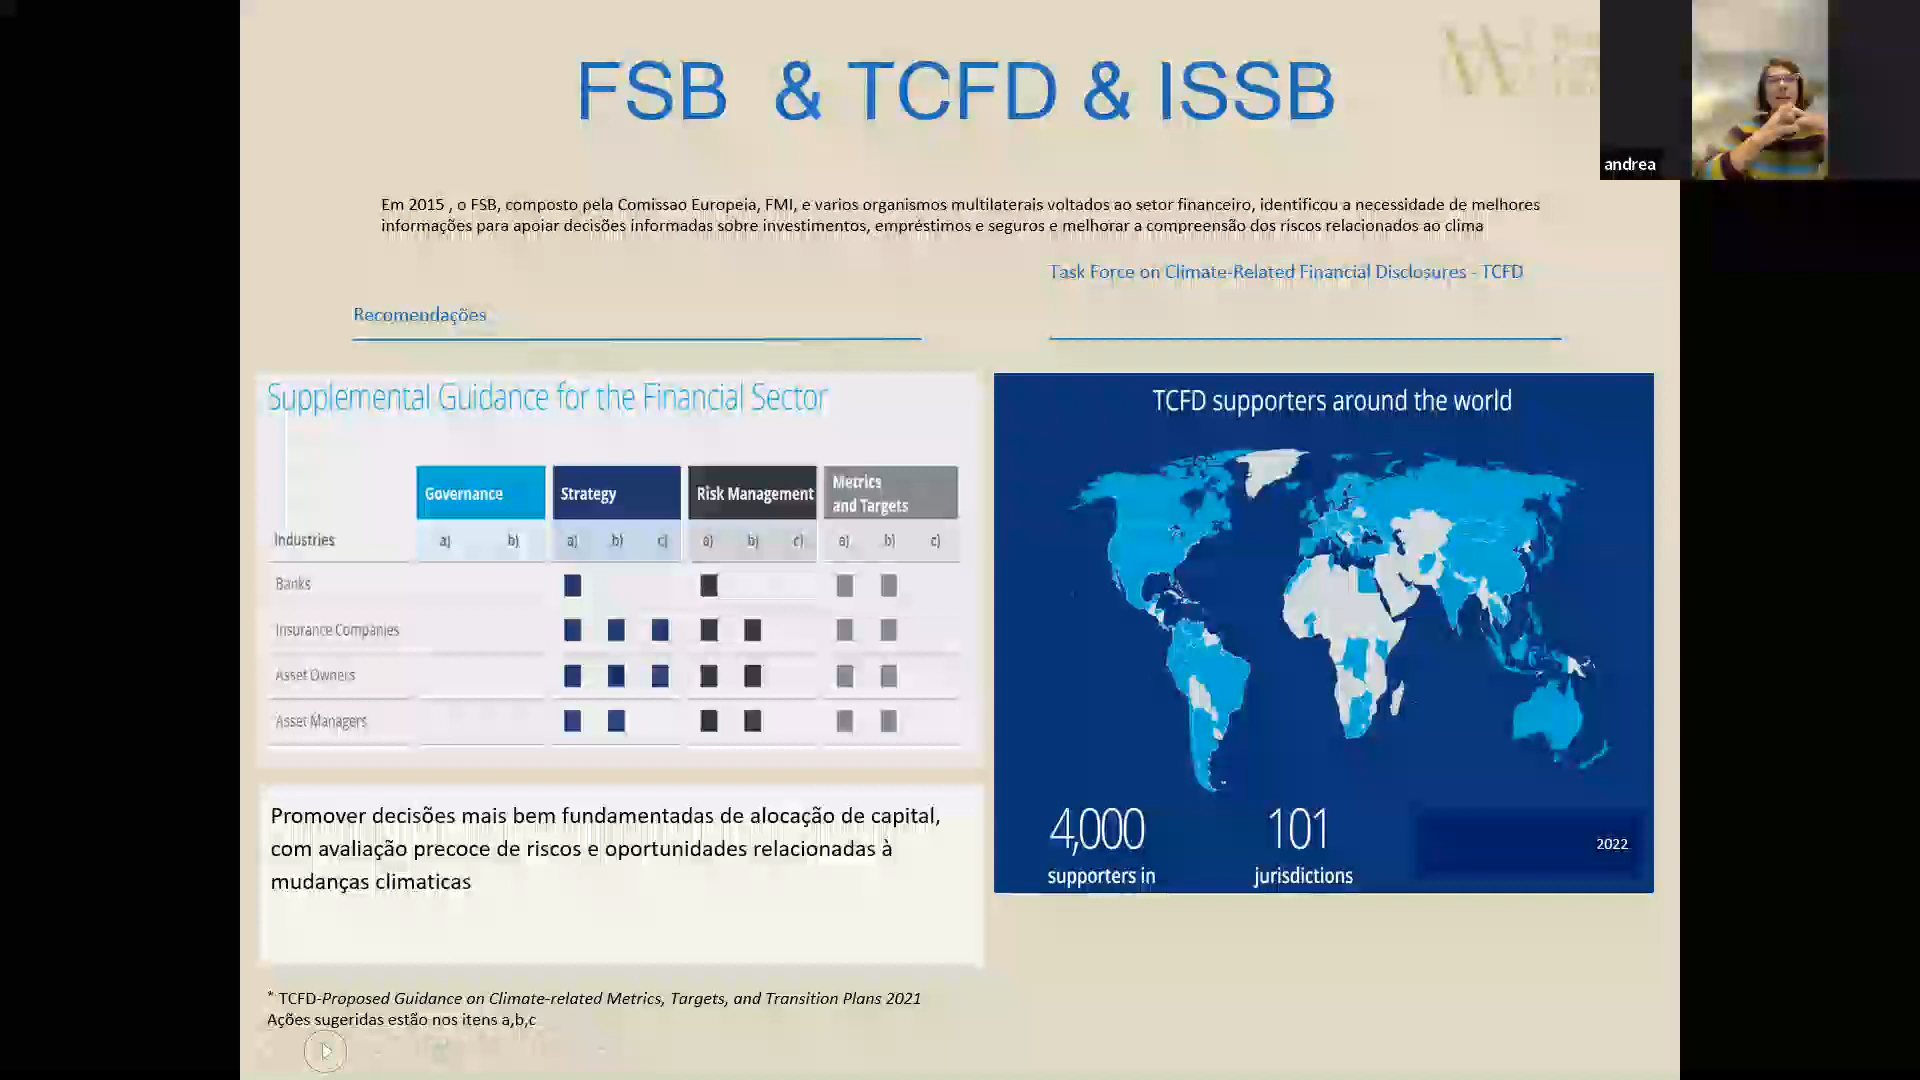 FSB & TCFD & ISSB
andrea
Em 2015 , o FSB, composto pela Comissao Europeia, FMI, e varios organismos multilaterais voltados ao setor financeiro, identificou a necessidade de melhores
informações para apoiar decisões informadas sobre investimentos, empréstimos e seguros e melhorar a compreensão dos riscos relacionados ao clima
Task Force on Climate-Related Financial Disclosures - TCFD
Recomendações
Supplemental Guidance for the Financial Sector
Governance Strategy Risk Management Metrics
and Targets
Industries a) b) a) b) c) a) b) c) a) b) c)
Banks
Insurance Companies
Asset Owners
Asset Managers
TCFD supporters around the world
4,000 101
2022
supporters in jurisdictions
Promover decisões mais bem fundamentadas de alocação de capital,
com avaliação precoce de riscos e oportunidades relacionadas à
mudanças climaticas
* TCFD-Proposed Guidance on Climate-related Metrics, Targets, and Transition Plans 2021
Ações sugeridas estão nos itens a,b,c